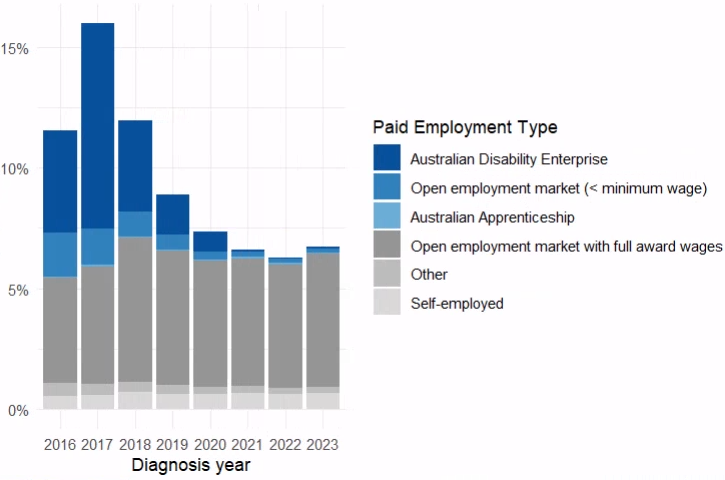 15%
10%
5%
0%
2016 2017 2018 2019 2020 2021 2022 2023
Diagnosis year
Paid Employment Type
Australian Disability Enterprise
Open employment market (< minimum wage)
Australian Apprenticeship
Open employment market with full award wages
Other
Self-employed